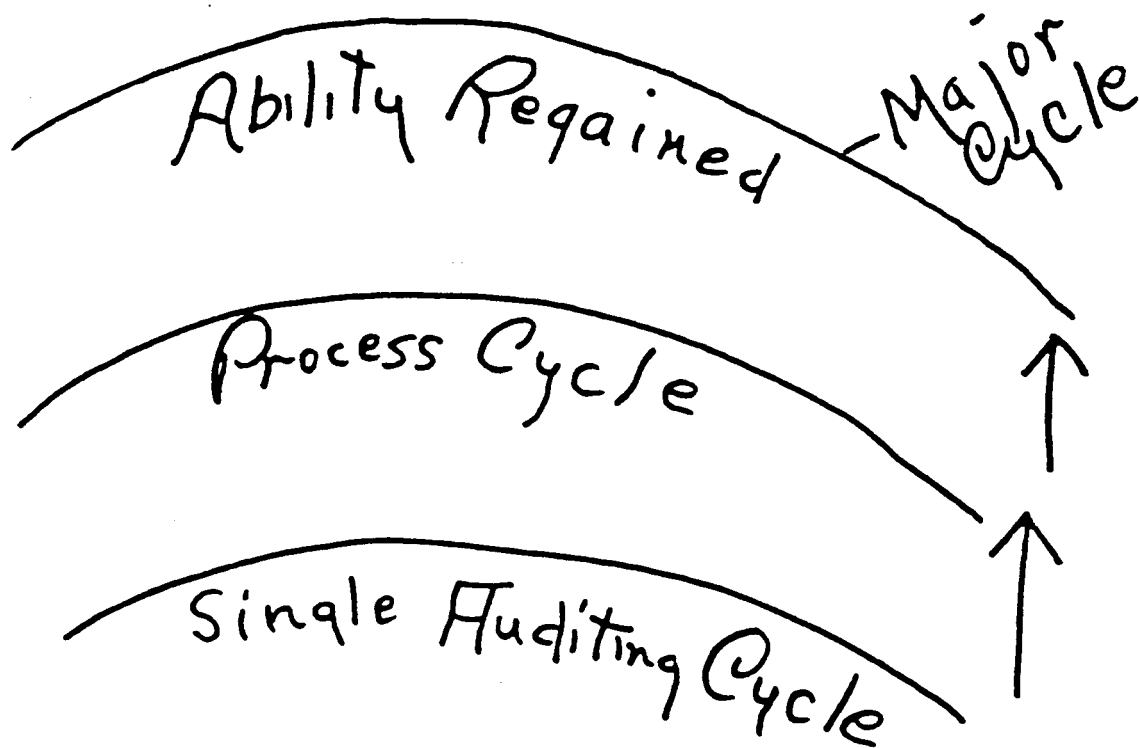 Ability Regained
Major
Cycle
Process Cycle
Single Auditing Cycle